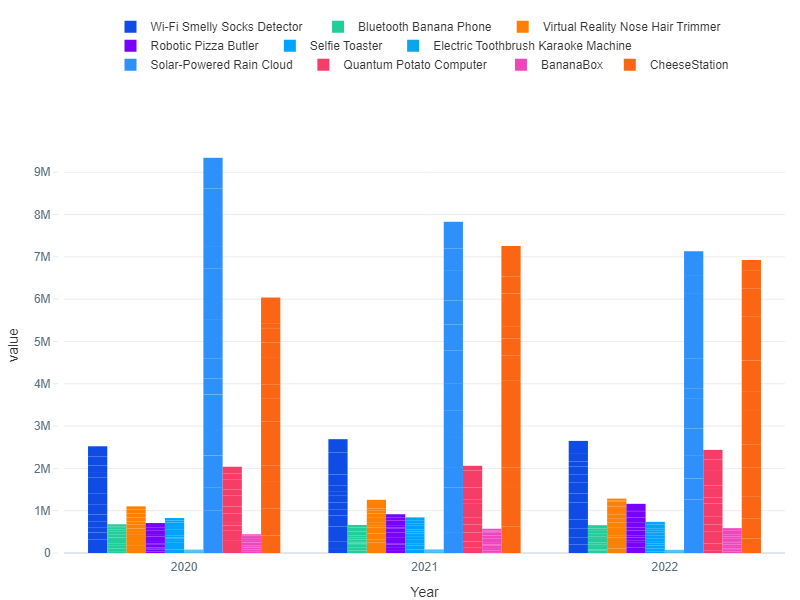 Wi-Fi Smelly Socks Detector Bluetooth Banana Phone Virtual Reality Nose Hair Trimmer
Robotic Pizza Butler Selfie Toaster Electric Toothbrush Karaoke Machine
Solar-Powered Rain Cloud Quantum Potato Computer BananaBox CheeseStation
9M
8M
7M
6M
5M
4M
3M
2M
1M
0
value
2020 2021 2022
Year